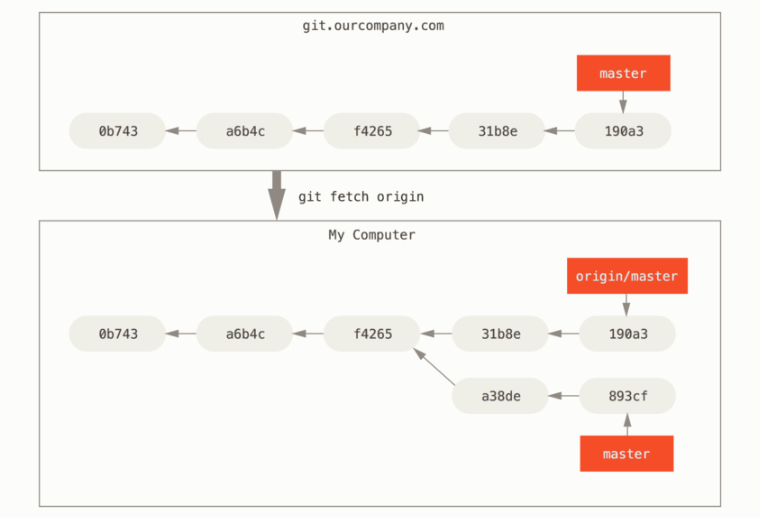 git.ourcompany.com
master
0b743
a6b4c
f4265
31b8e
190a3
git fetch origin
My Computer
origin/master
0b743
a6b4c
f4265
31b8e
190a3
a38de
893cf
master